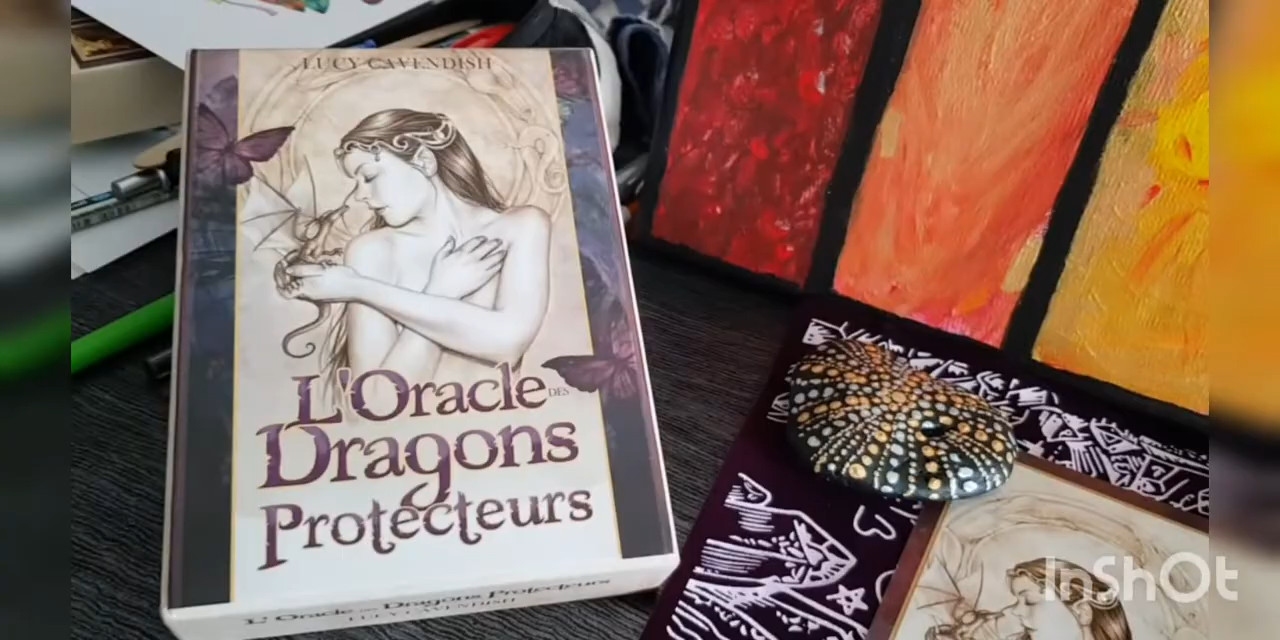 LUCY CAVENDISH
L'Oracle DES
Dragons
Protecteurs
L'Oracle des Dragons Protecteurs
LUCY CAVENDISH
InShOt